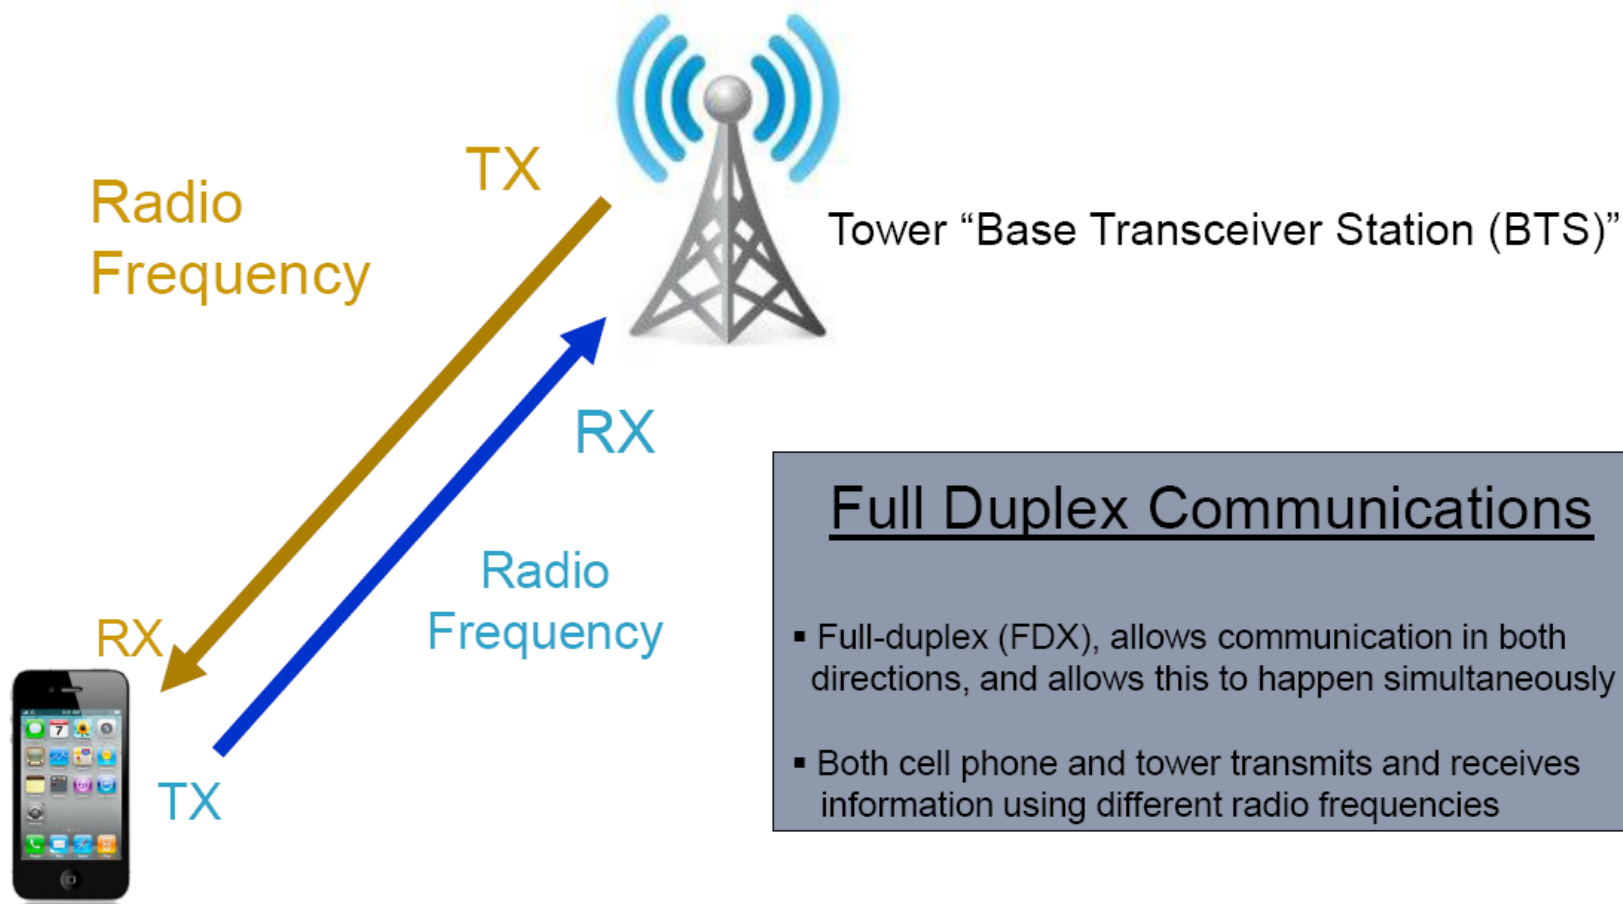 TX
Radio
Frequency
Tower “Base Transceiver Station (BTS)”
RX
Full Duplex Communications
Radio
Frequency
▪ Full-duplex (FDX), allows communication in both
directions, and allows this to happen simultaneously
RX
▪ Both cell phone and tower transmits and receives
information using different radio frequencies
TX
7